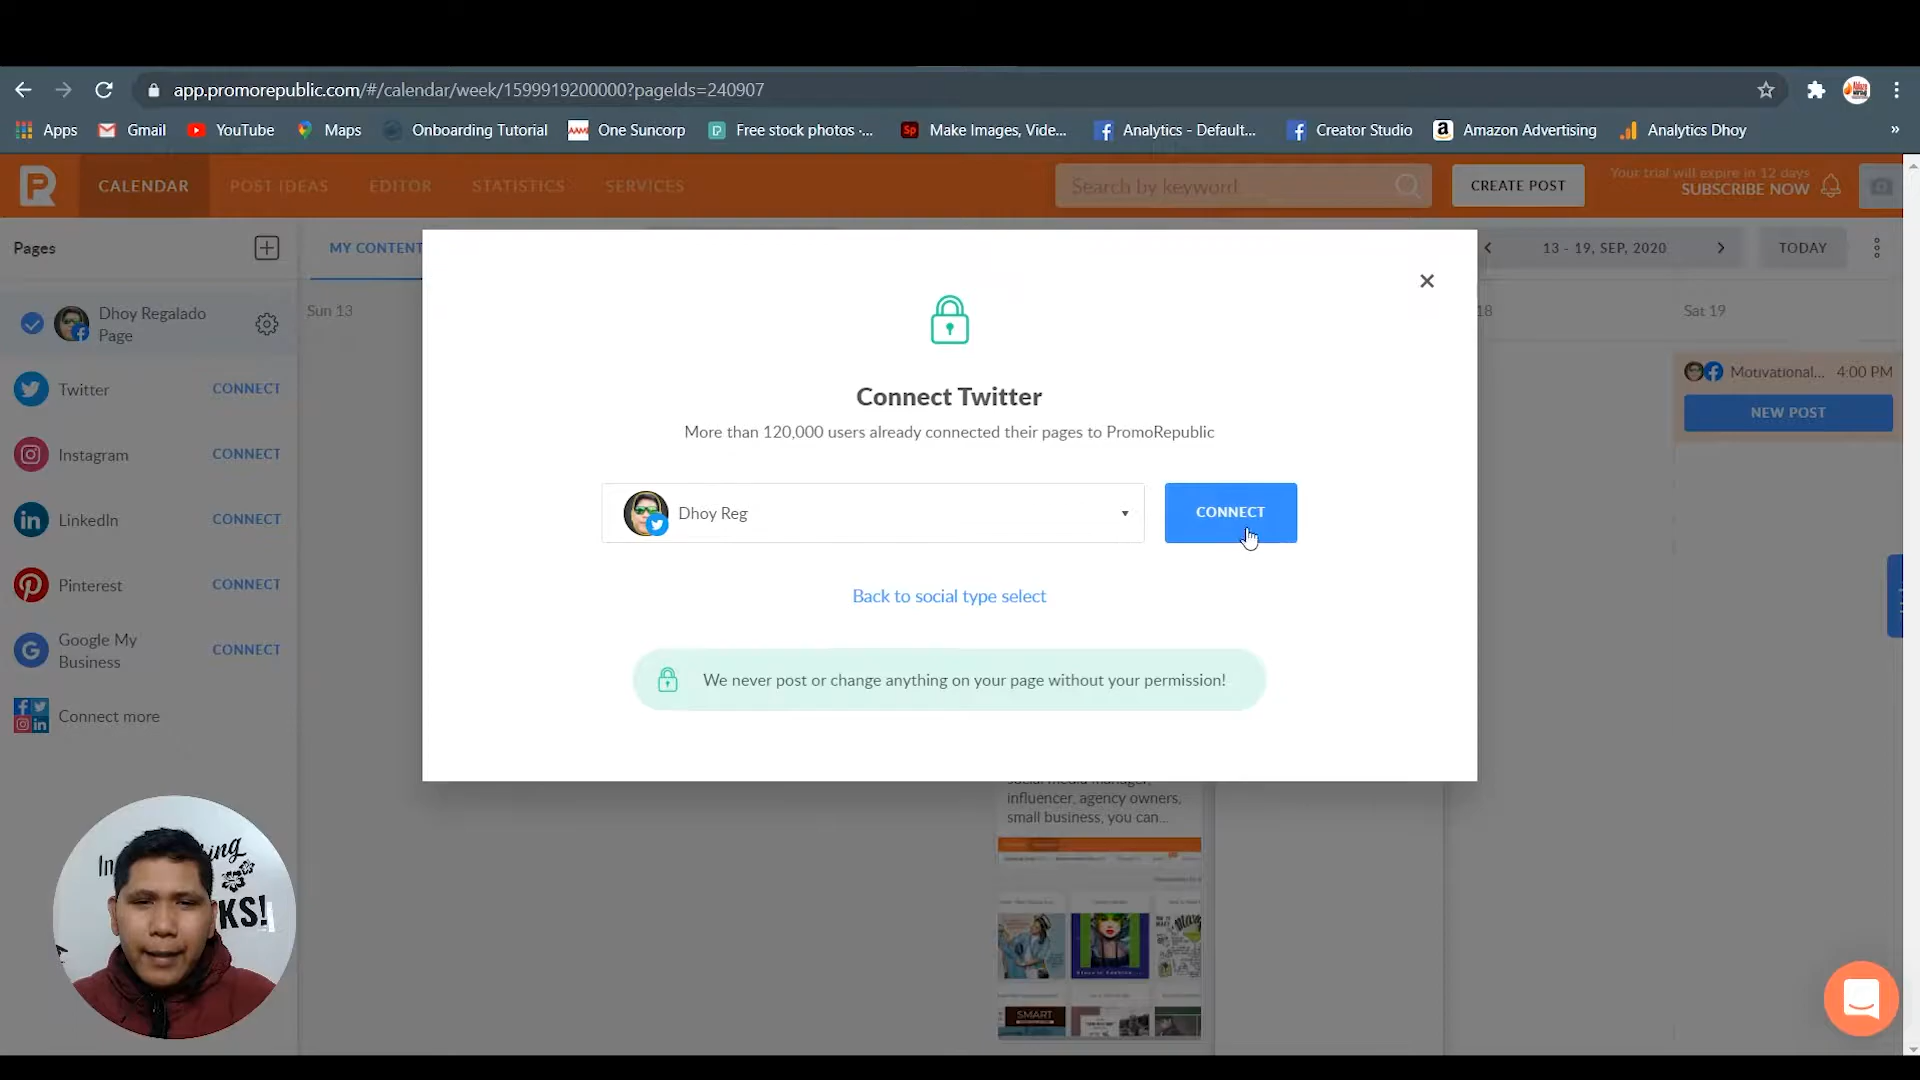 app.promorepublic.com/#/calendar/week/1599919200000?pageIds=240907
Apps
Gmail
YouTube
Maps
Onboarding Tutorial
One Suncorp
Free stock photos ·...
Make Images, Vide...
Analytics - Default...
Creator Studio
Amazon Advertising
Analytics Dhoy
»
CALENDAR
POST IDEAS
EDITOR
STATISTICS
SERVICES
Search by keyword
CREATE POST
Your trial will expire in 12 days
SUBSCRIBE NOW
Pages
MY CONTENT
13 - 19, SEP, 2020
TODAY
Dhoy Regalado
Page
Sun 13
18
Sat 19
Twitter
CONNECT
Instagram
CONNECT
LinkedIn
CONNECT
Pinterest
CONNECT
Google My
Business
CONNECT
Connect more
Motivational... 4:00 PM
NEW POST
Connect Twitter
More than 120,000 users already connected their pages to PromoRepublic
Dhoy Reg
CONNECT
Back to social type select
We never post or change anything on your page without your permission!
social media manager,
influencer, agency owners,
small business, you can...
SMART
KS!